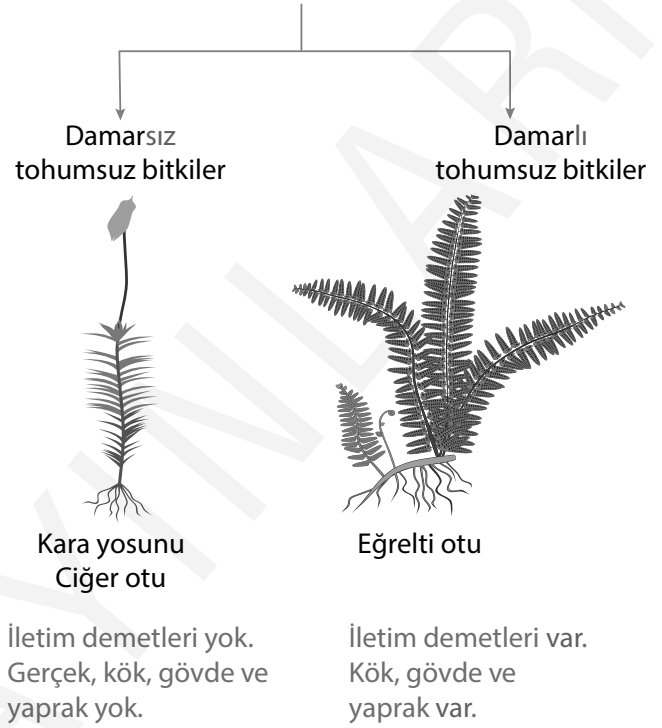 Damarsız
tohumsuz bitkiler
Damarlı
tohumsuz bitkiler
Kara yosunu
Ciğer otu
Eğrelti otu
İletim demetleri yok.
Gerçek, kök, gövde ve
yaprak yok.
İletim demetleri var.
Kök, gövde ve
yaprak var.
AYINLARI